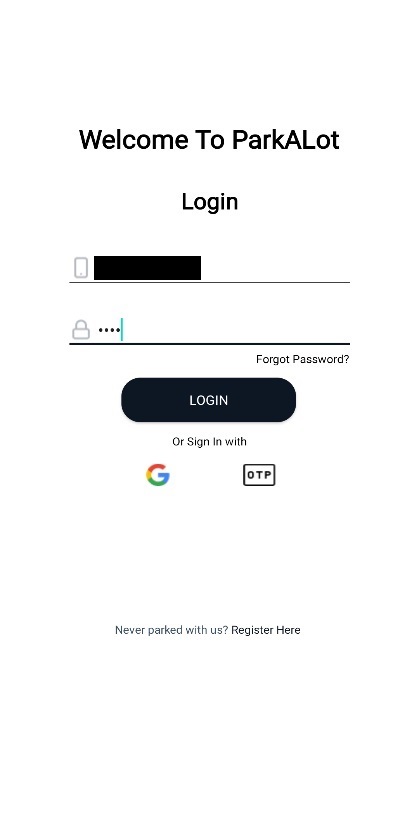 Welcome To ParkALot
Login
••••
Forgot Password?
LOGIN
Or Sign In with
G OTP
Never parked with us? Register Here